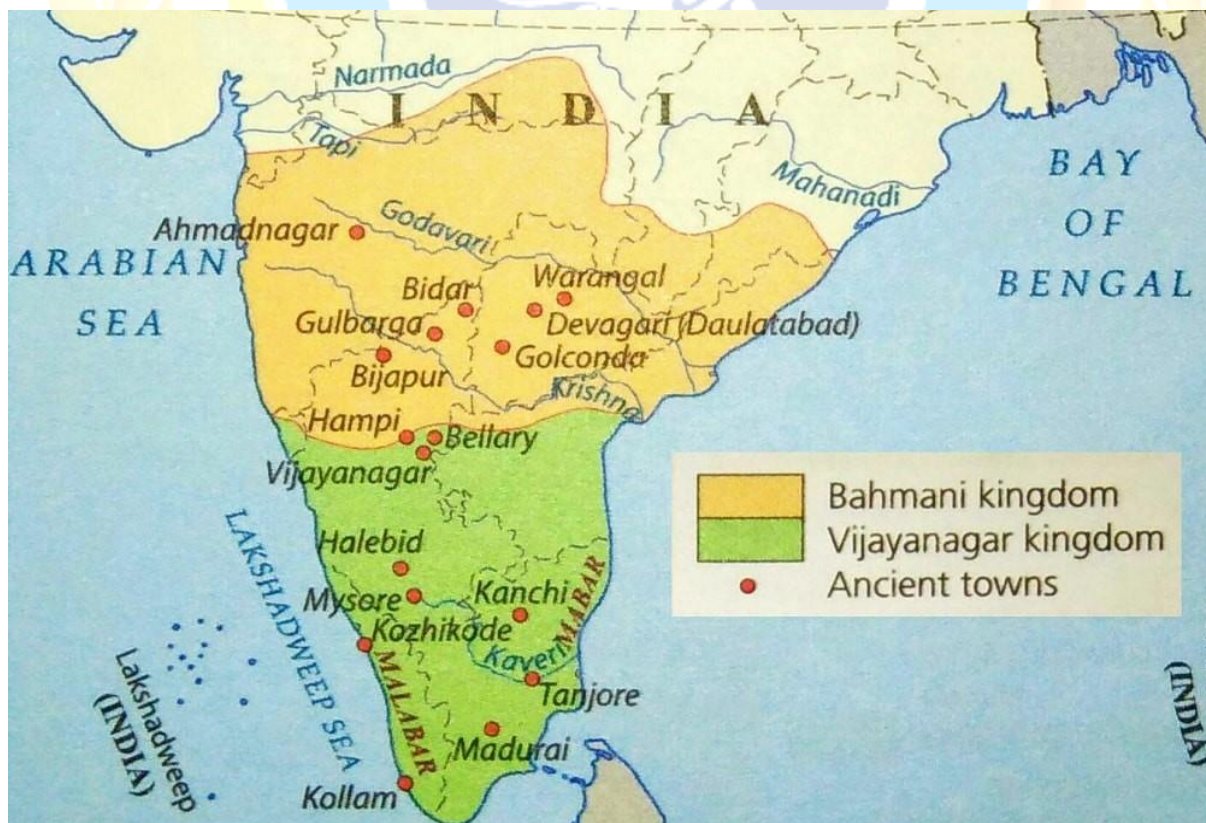 Narmada
I N D I A
Tapi
Mahanadi
BAY
OF
BENGAL
Godavari
Ahmadnagar
ARABIAN
SEA
Warangal
Bidar
Devagari (Daulatabad)
Gulbarga
Golconda
Bijapur
Krishna
Hampi
Bellary
Vijayanagar
Bahmani kingdom
Vijayanagar kingdom
Ancient towns
LAKSHADWEEP SEA
Halebid
Kanchi
Mysore
MABAR
Kozhikode
Kaveri
MALABAR
Tanjore
Lakshadweep
(INDIA)
Madurai
Kollam
(INDIA)